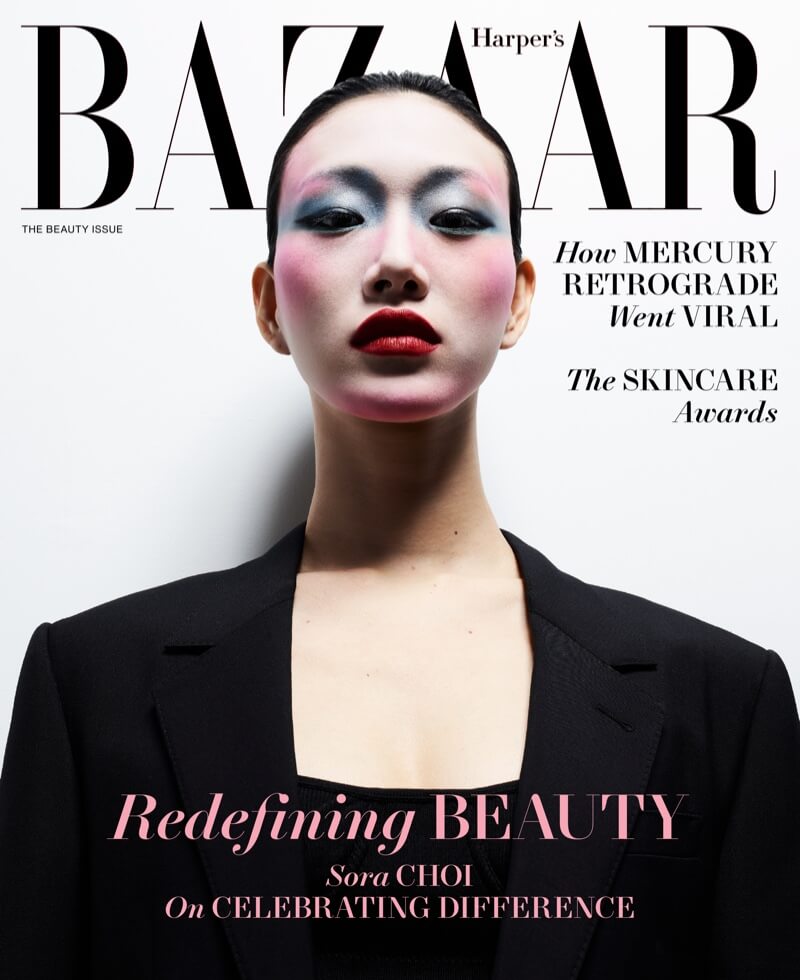 Harper's
BAZAAR
THE BEAUTY ISSUE
How MERCURY
RETROGRADE
Went VIRAL
The SKINCARE
Awards
Redefining BEAUTY
Sora CHOI
On CELEBRATING DIFFERENCE